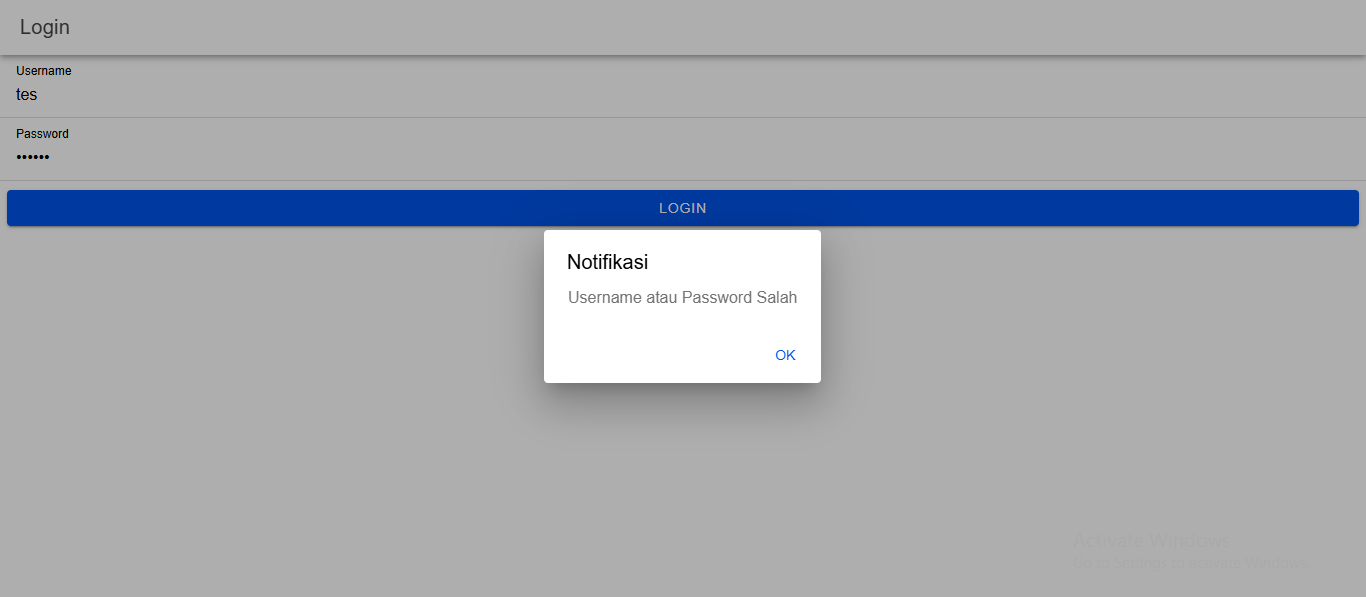 Login
Username
tes
Password
••••••
LOGIN
Notifikasi
Username atau Password Salah
OK
Activate Windows
Go to Settings to activate Windows.